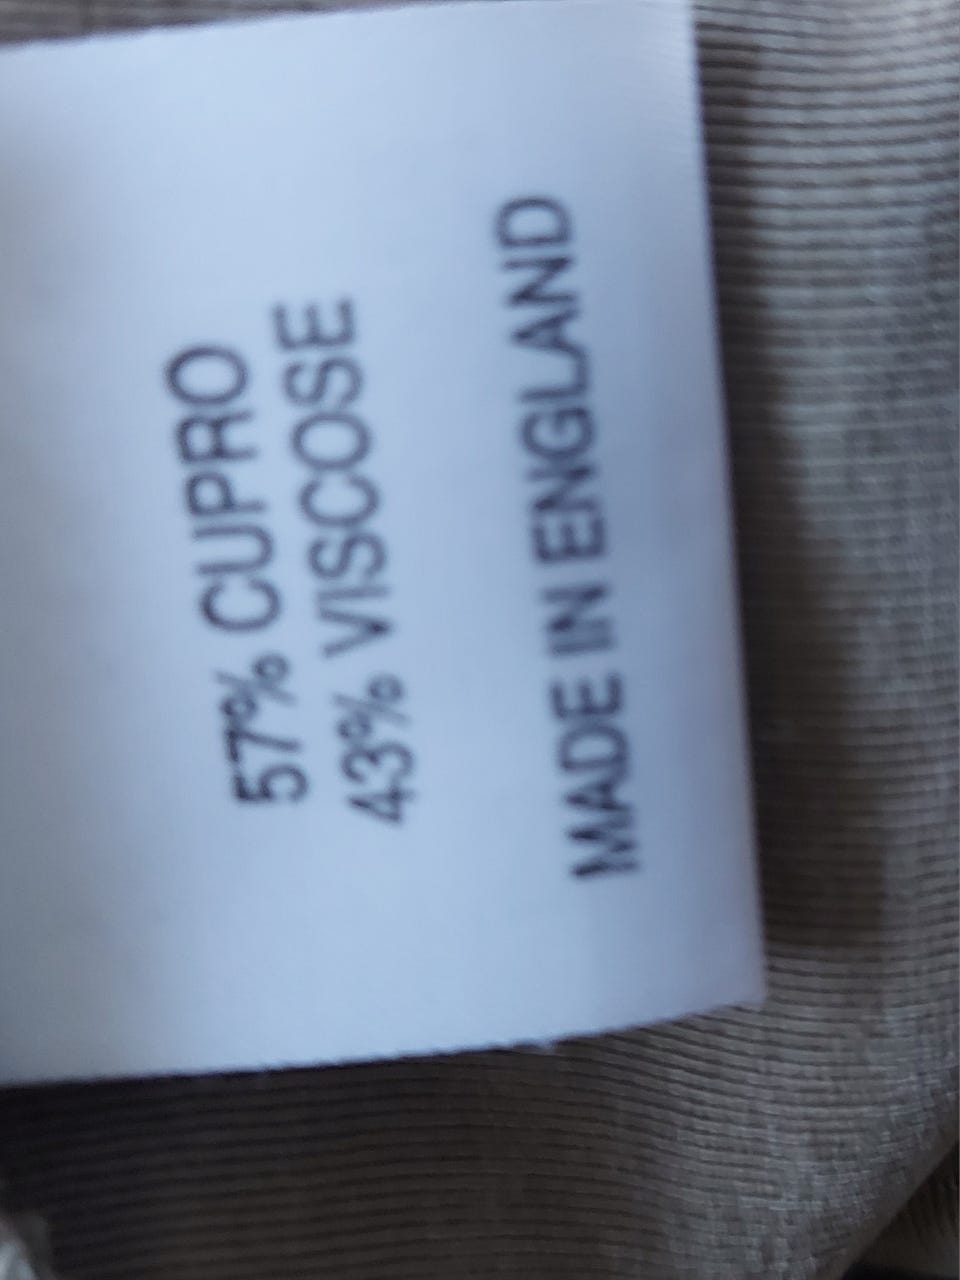 57% CUPRO
43% VISCOSE
MADE IN ENGLAND